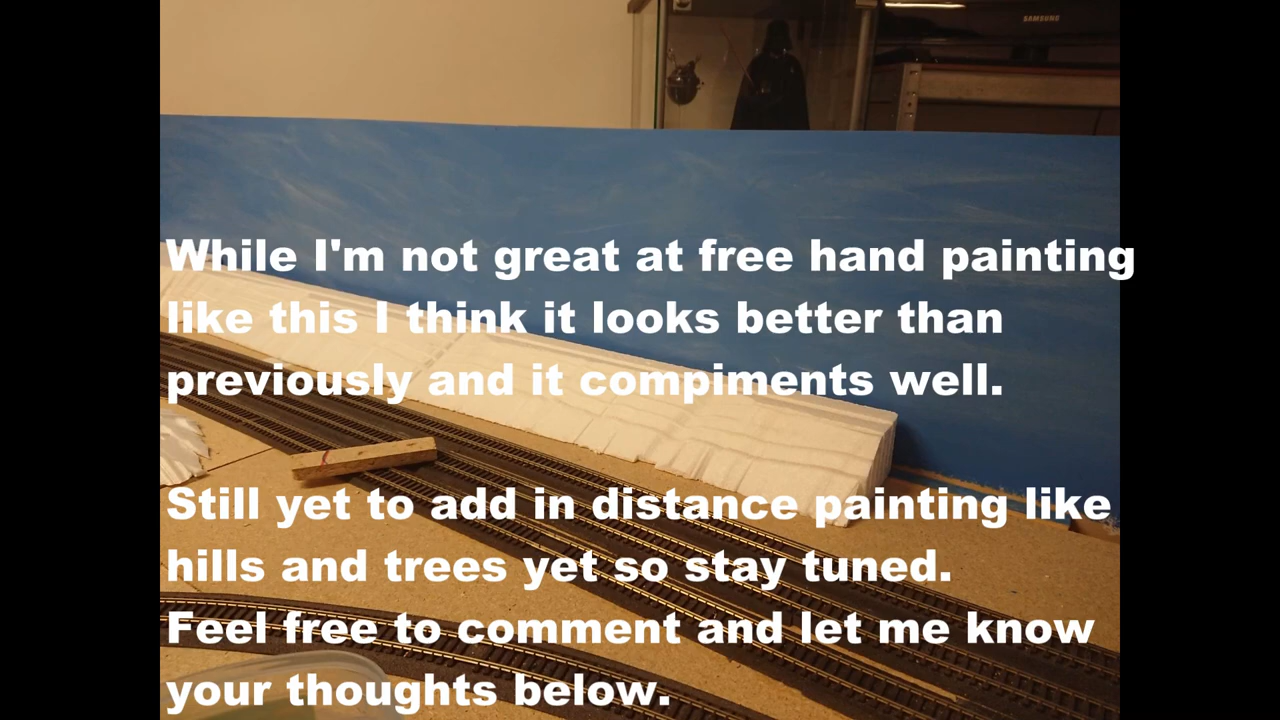 SAMSUNG
While I'm not great at free hand painting
like this I think it looks better than
previously and it compiments well.
Still yet to add in distance painting like
hills and trees yet so stay tuned.
Feel free to comment and let me know
your thoughts below.